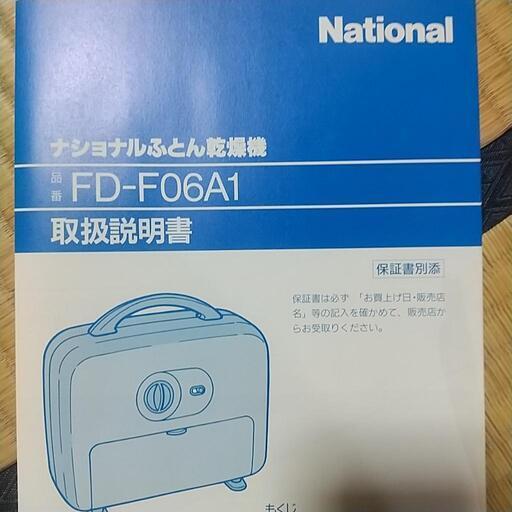 National
ナショナルふとん乾燥機
品番 FD-F06A1
取扱説明書
保証書別添
保証書は必ず「お買上げ日・販売店
名」等の記入を確かめて、販売店か
らお受取りください。
もくじ